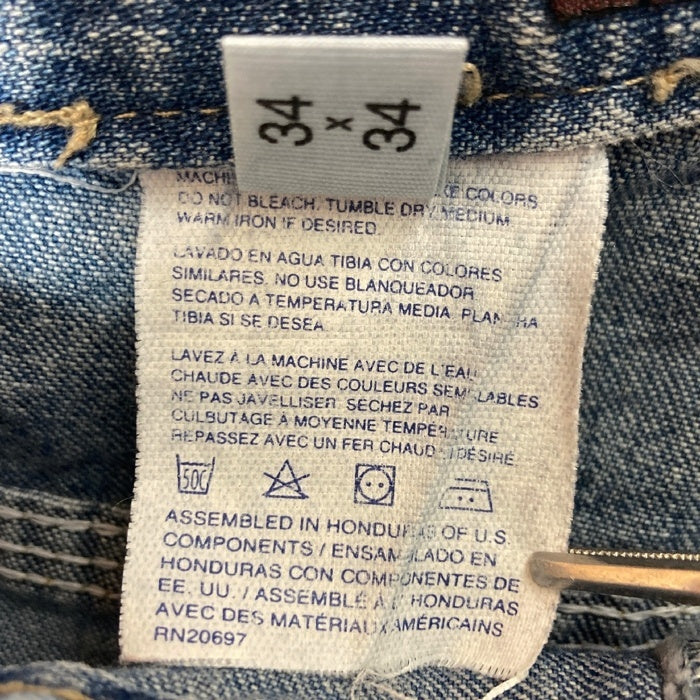 34 x 34
KE COLORS.
DO NOT BLEACH. TUMBLE DRY MEDIUM
WARM IRON IF DESIRED.
LAVADO EN AGUA TIBIA CON COLORES
SIMILARES. NO USE BLANQUEADOR
SECADO A TEMPERATURA MEDIA. PLANCHA
TIBIA SI SE DESEA.
LAVEZ À LA MACHINE AVEC DE L'EAU
CHAUDE AVEC DES COULEURS SEMBLABLES
NE PAS JAVELLISER. SÉCHEZ PAR
CULBUTAGE À MOYENNE TEMPÉRATURE
REPASSEZ AVEC UN FER CHAUD DÉSIRÉ
50C
ASSEMBLED IN HONDURAS OF U.S.
COMPONENTS / ENSAMBLADO EN
HONDURAS CON COMPONENTES DE
EE. UU. / ASSEMBLÉ À HONDURAS
AVEC DES MATÉRIAUX AMÉRICAINS
RN20697